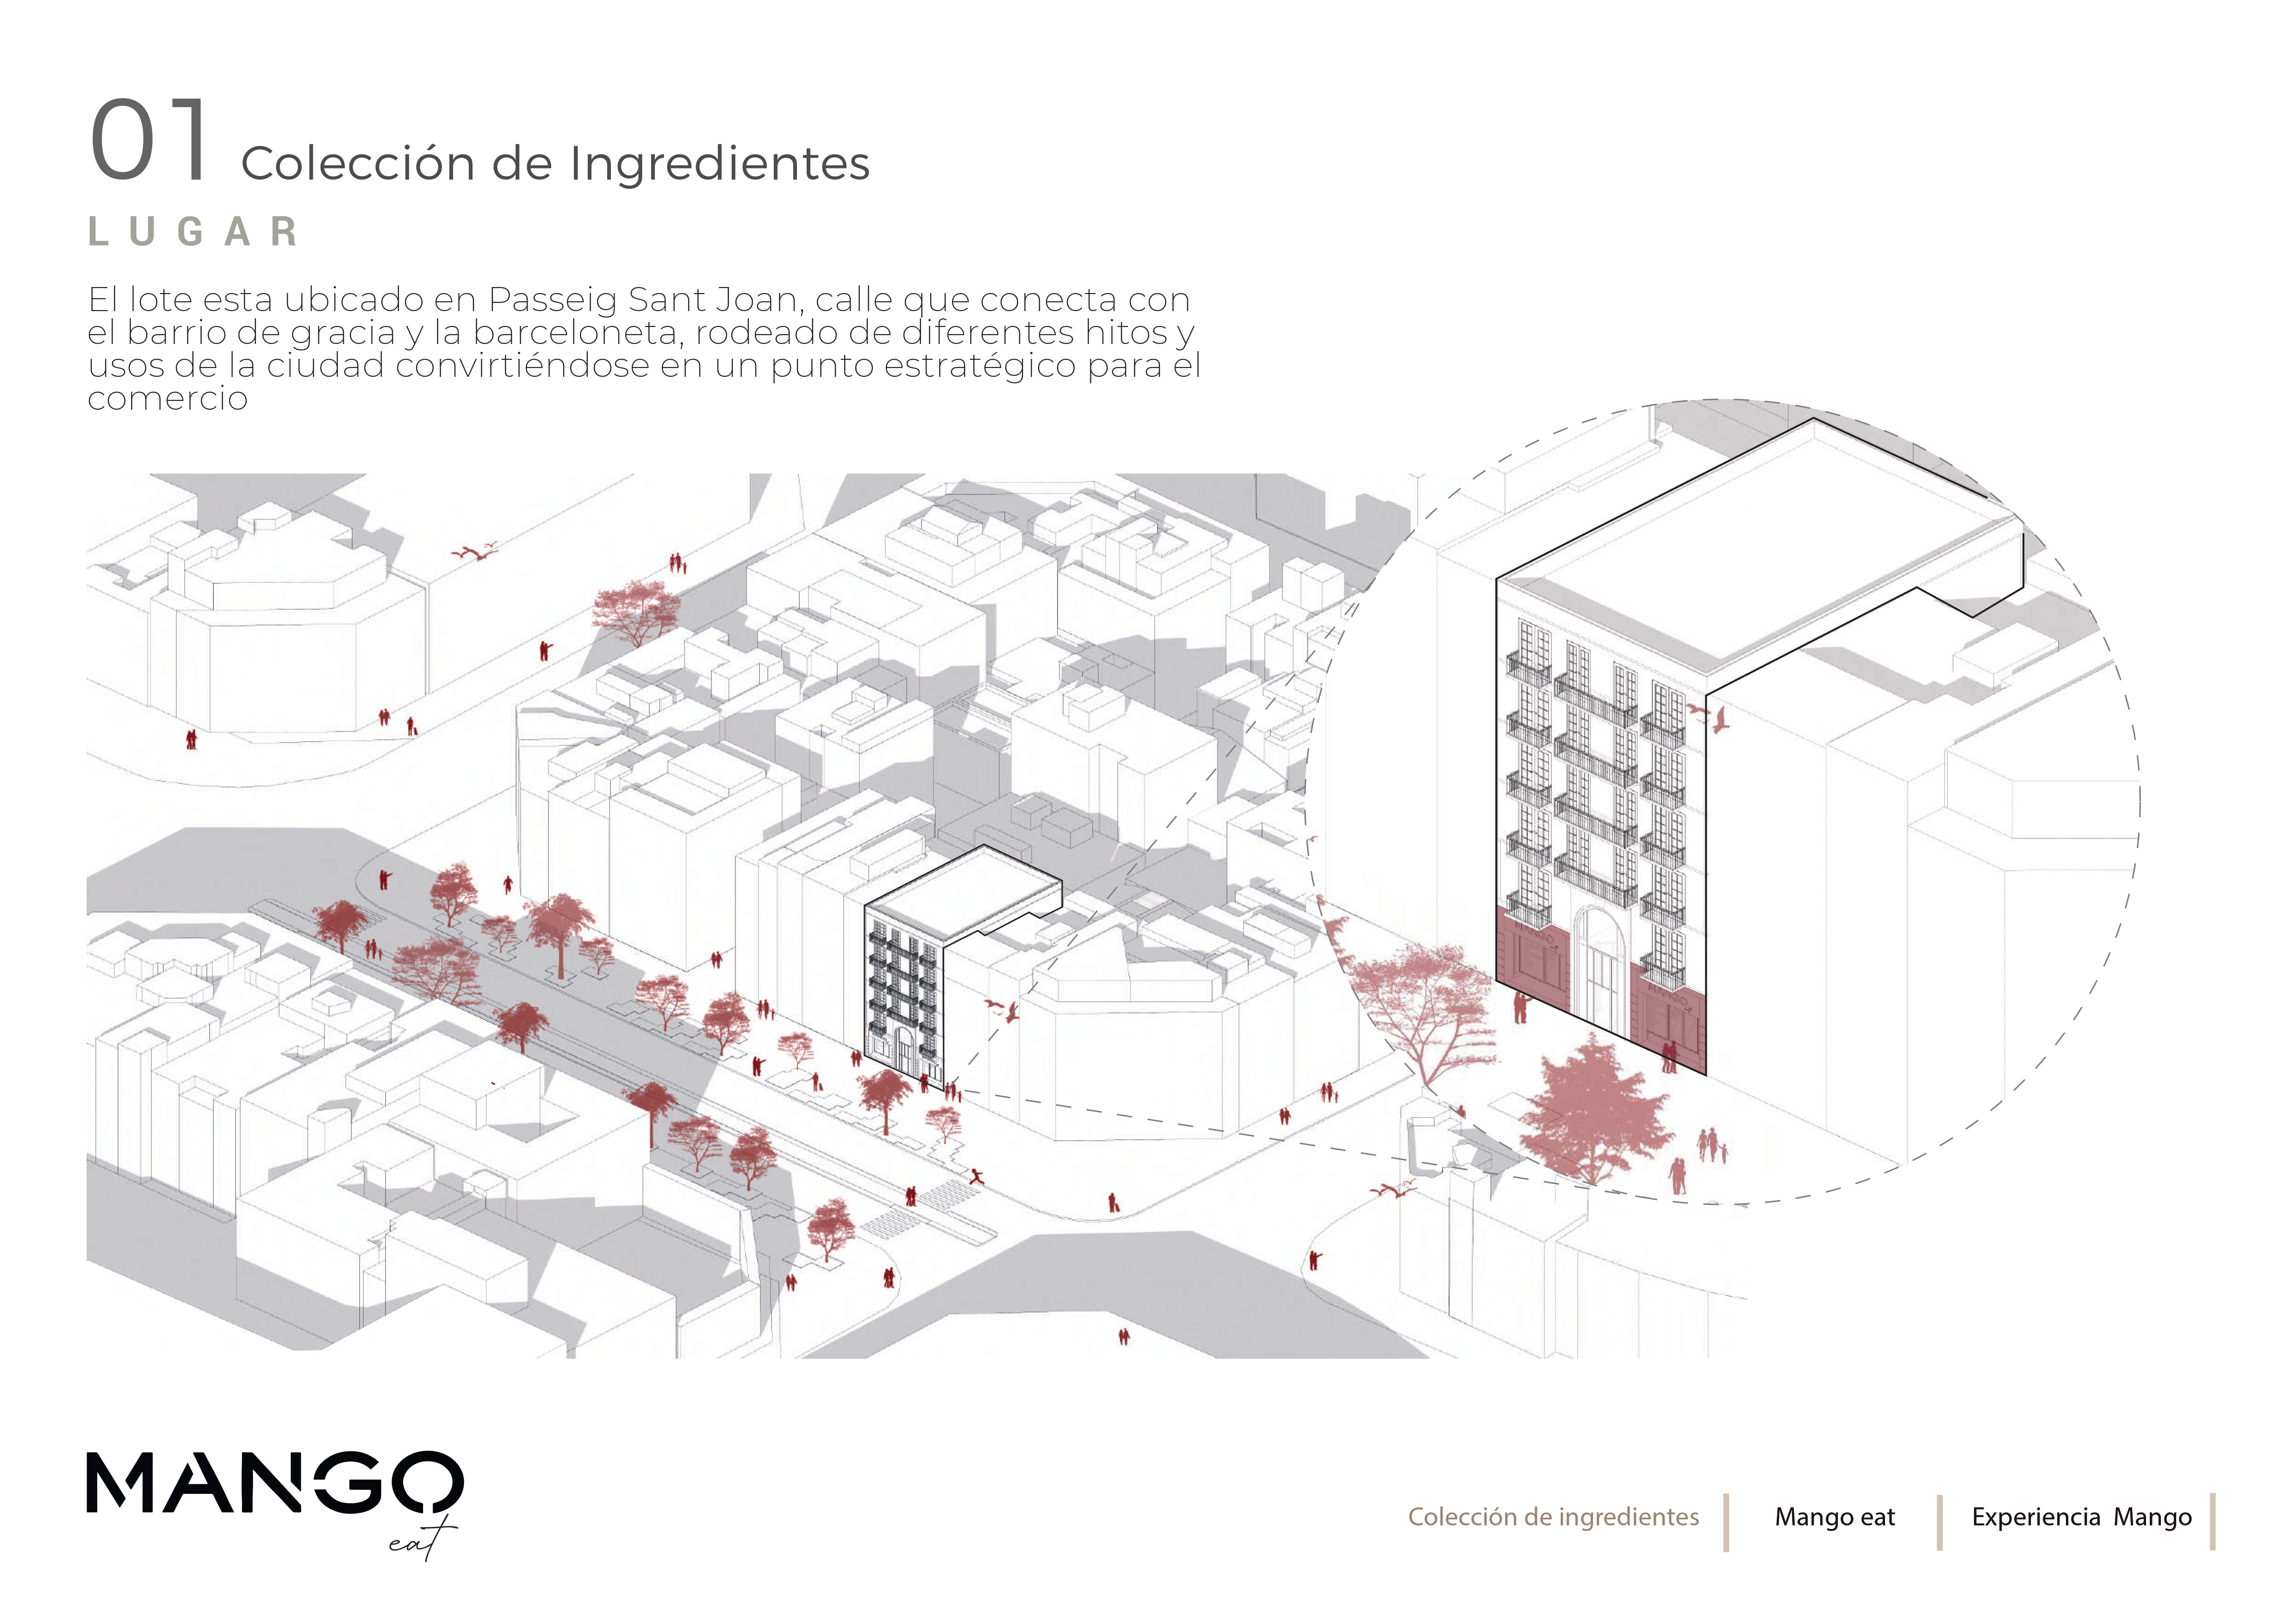 01 Colección de Ingredientes
LUGAR
El lote esta ubicado en Passeig Sant Joan, calle que conecta con
el barrio de gracia y la barceloneta, rodeado de diferentes hitos y
usos de la ciudad convirtiéndose en un punto estratégico para el
comercio
MANGO
MANGO
MANGO
eat
Colección de ingredientes
Mango eat
Experiencia Mango